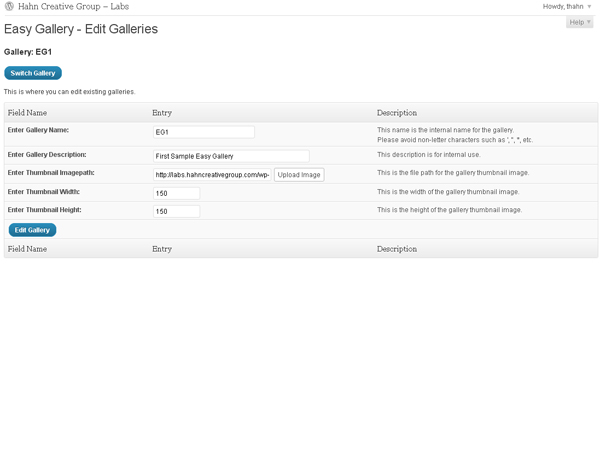 Hahn Creative Group – Labs
Howdy, thahn
Help
Easy Gallery - Edit Galleries
Gallery: EG1
Switch Gallery
This is where you can edit existing galleries.
Field Name Entry Description
Enter Gallery Name: EG1 This name is the internal name for the gallery.
Please avoid non-letter characters such as ', ", *, etc.
Enter Gallery Description: First Sample Easy Gallery This description is for internal use.
Enter Thumbnail Imagepath: http://labs.hahncreativegroup.com/wp- Upload Image This is the file path for the gallery thumbnail image.
Enter Thumbnail Width: 150 This is the width of the gallery thumbnail image.
Enter Thumbnail Height: 150 This is the height of the gallery thumbnail image.
Edit Gallery
Field Name Entry Description